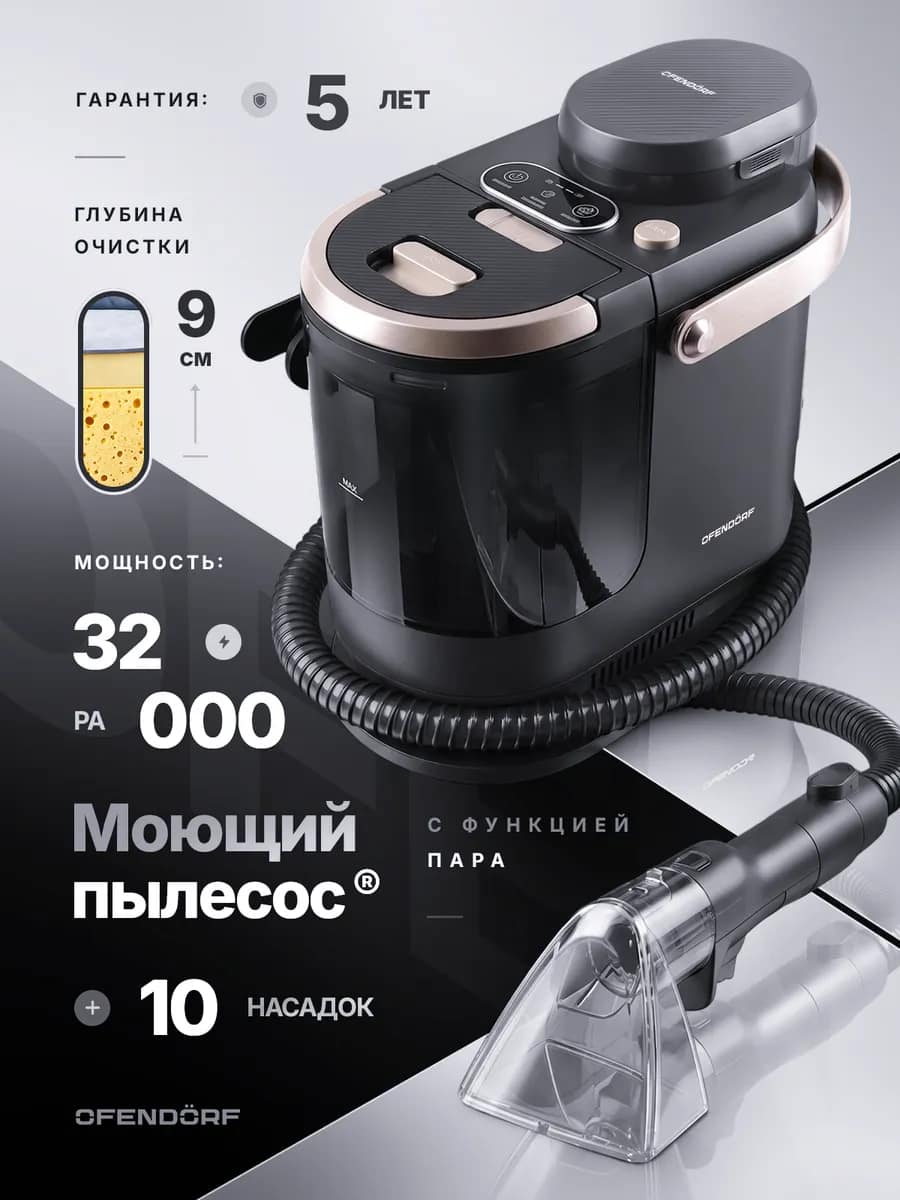 ГАРАНТИЯ: 5 ЛЕТ
ГЛУБИНА
ОЧИСТКИ
9
СМ
МОЩНОСТЬ:
32
PA 000
Моющий
пылесос®
С ФУНКЦИЕЙ
ПАРА
+ 10 НАСАДОК
OFENDÖRF
OFENDÖRF
MAX
OFENDÖRF